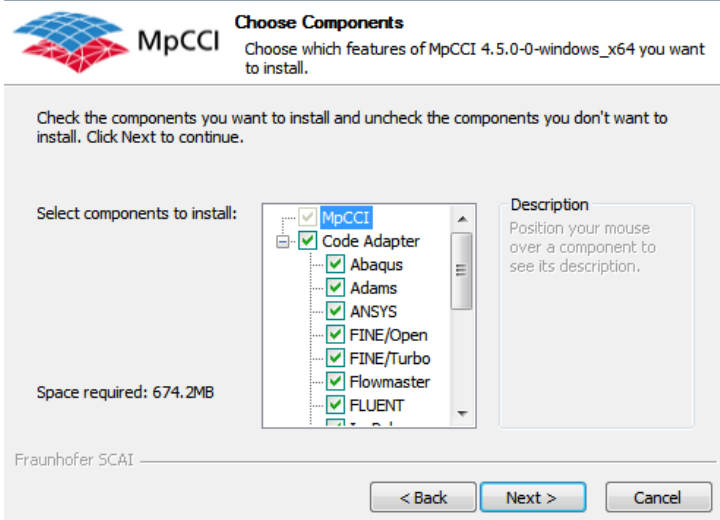 MpCCI
Choose Components
Choose which features of MpCCI 4.5.0-0-windows_x64 you want
to install.
Check the components you want to install and uncheck the components you don't want to
install. Click Next to continue.
Select components to install:
MpCCI
Code Adapter
Abaqus
Adams
ANSYS
FINE/Open
FINE/Turbo
Flowmaster
FLUENT
Description
Position your mouse
over a component to
see its description.
Space required: 674.2MB
Fraunhofer SCAI
< Back
Next >
Cancel